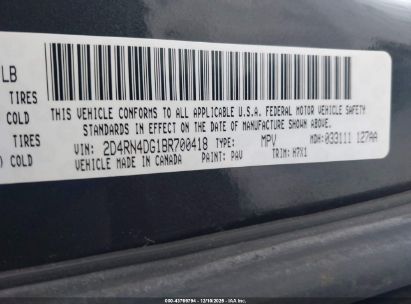 LB
TIRES
COLD
TIRES
COLD
THIS VEHICLE CONFORMS TO ALL APPLICABLE U.S.A. FEDERAL MOTOR VEHICLE SAFETY
STANDARDS IN EFFECT ON THE DATE OF MANUFACTURE SHOWN ABOVE.
VIN: 2D4RN4DG1BR700418 TYPE: MPV MDH: 033111 127AA
VEHICLE MADE IN CANADA PAINT: PAV TRIM: H7X1